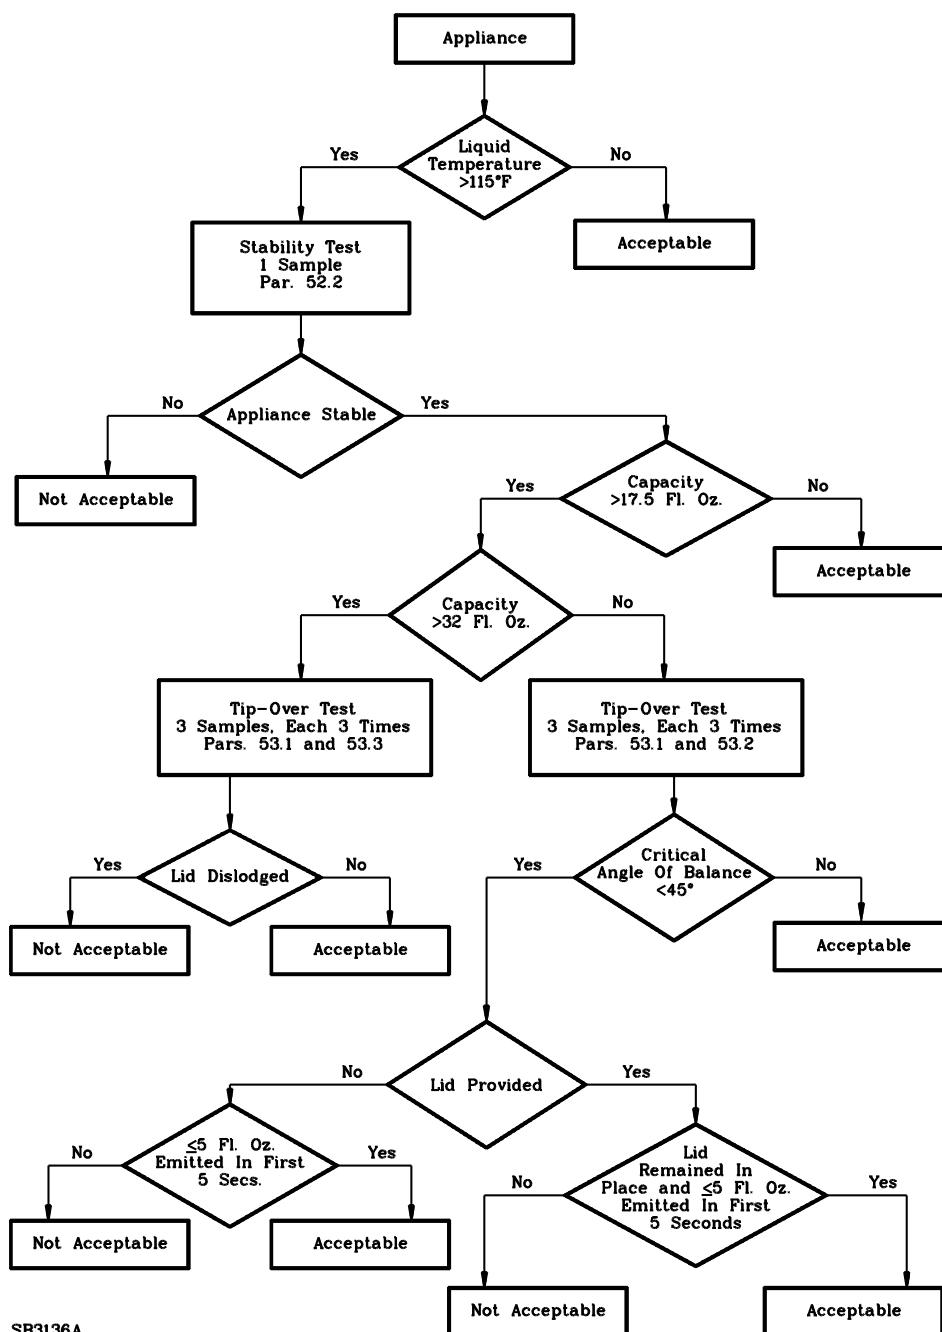 Appliance
Liquid
Temperature
>115°F
Yes
No
Stability Test
1 Sample
Par. 52.2
Acceptable
No
Appliance Stable
Yes
Not Acceptable
Yes
Capacity
>17.5 Fl. Oz.
No
Acceptable
Yes
Capacity
>32 Fl. Oz.
No
Tip-Over Test
3 Samples, Each 3 Times
Pars. 53.1 and 53.3
Tip-Over Test
3 Samples, Each 3 Times
Pars. 53.1 and 53.2
Yes
Lid Dislodged
No
Yes
Critical
Angle Of Balance
<45°
No
Not Acceptable
Acceptable
Acceptable
No
Lid Provided
Yes
No
≤5 Fl. Oz.
Emitted In First
5 Secs.
Yes
No
Lid
Remained In
Place and ≤5 Fl. Oz.
Emitted In First
5 Seconds
Yes
Not Acceptable
Acceptable
Not Acceptable
Acceptable
SB3136A